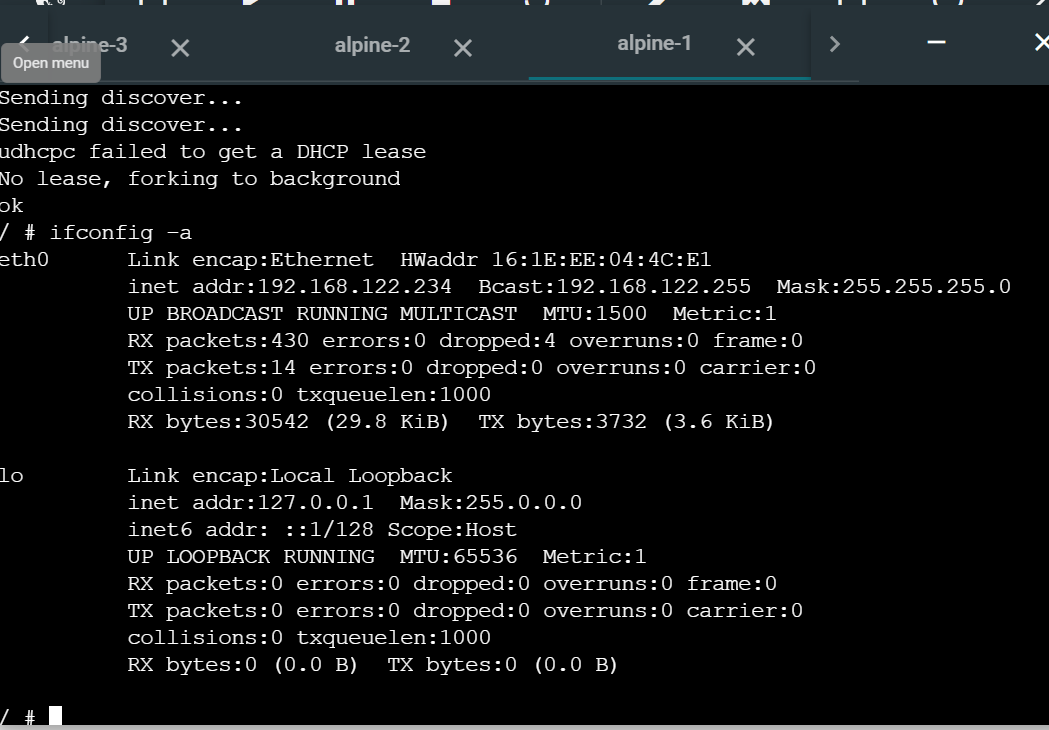 alpine-3
alpine-2
alpine-1
Open menu
Sending discover...
Sending discover...
udhcpc failed to get a DHCP lease
No lease, forking to background
ok
/ # ifconfig -a
eth0 Link encap:Ethernet HWaddr 16:1E:EE:04:4C:E1
inet addr:192.168.122.234 Bcast:192.168.122.255 Mask:255.255.255.0
UP BROADCAST RUNNING MULTICAST MTU:1500 Metric:1
RX packets:430 errors:0 dropped:4 overruns:0 frame:0
TX packets:14 errors:0 dropped:0 overruns:0 carrier:0
collisions:0 txqueuelen:1000
RX bytes:30542 (29.8 KiB) TX bytes:3732 (3.6 KiB)
lo Link encap:Local Loopback
inet addr:127.0.0.1 Mask:255.0.0.0
inet6 addr: ::1/128 Scope:Host
UP LOOPBACK RUNNING MTU:65536 Metric:1
RX packets:0 errors:0 dropped:0 overruns:0 frame:0
TX packets:0 errors:0 dropped:0 overruns:0 carrier:0
collisions:0 txqueuelen:1000
RX bytes:0 (0.0 B) TX bytes:0 (0.0 B)
/ #